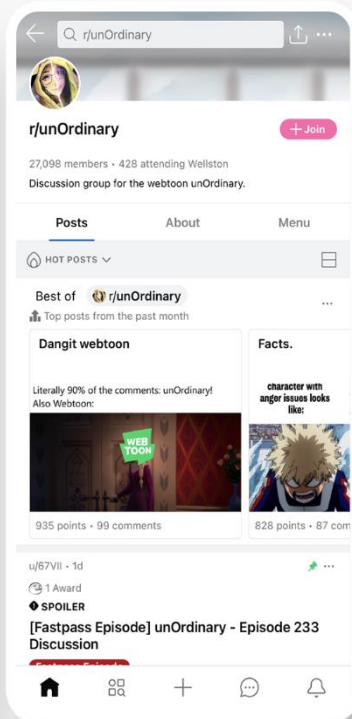 r/unOrdinary
r/unOrdinary
+ Join
27,098 members • 428 attending Wellston
Discussion group for the webtoon unOrdinary.
Posts About Menu
HOT POSTS
Best of r/unOrdinary
Top posts from the past month
Dangit webtoon
Literally 90% of the comments: unOrdinary!
Also Webtoon:
WEB
TOON
935 points • 99 comments
Facts.
character with
anger issues looks
like:
828 points • 87 com
u/67VII • 1d
1 Award
SPOILER
[Fastpass Episode] unOrdinary - Episode 233
Discussion
Fastpass Episode